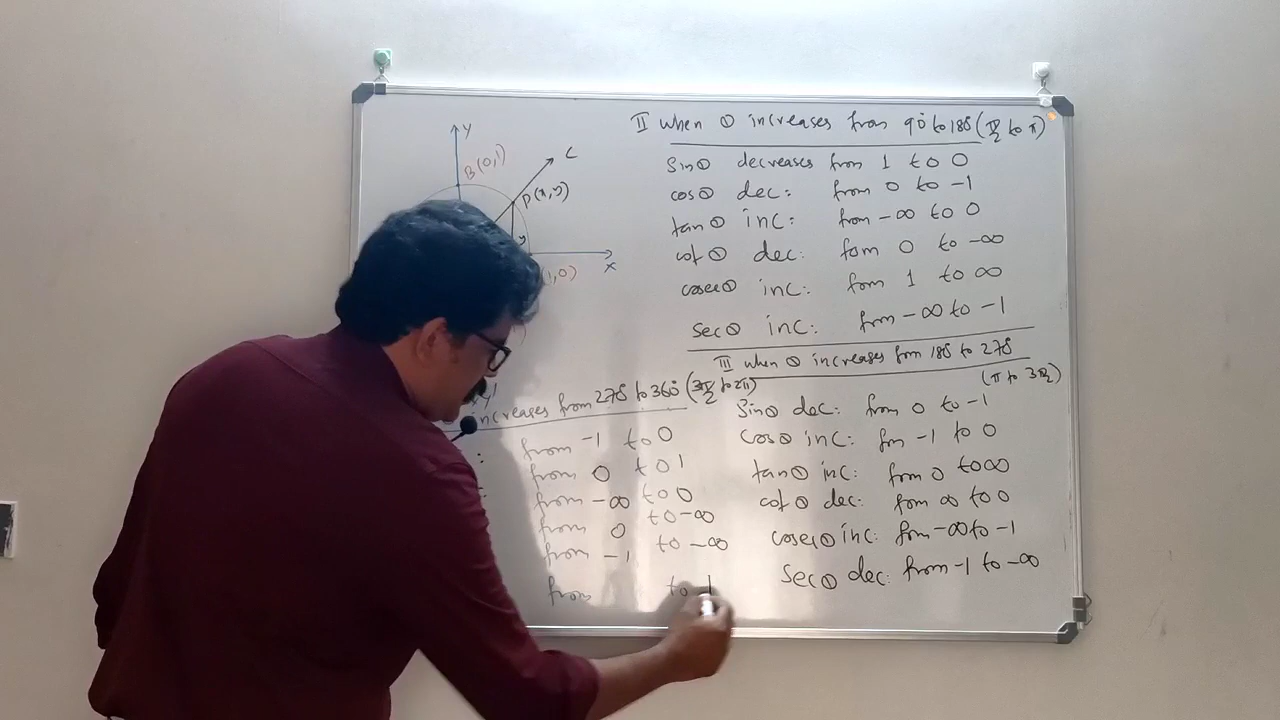 Y
C
B(0,1)
P(x,y)
y
X
(1,0)
II when θ increases from 90° to 180° (π/2 to π)
sinθ decreases from 1 to 0
cosθ dec: from 0 to -1
tanθ inc: from -∞ to 0
cotθ dec: fom 0 to -∞
cosecθ inc: fom 1 to ∞
secθ inc: fom -∞ to -1
III when θ increases fom 180° to 270°
(π to 3π/2)
sinθ dec: from 0 to -1
cosθ inc: fm -1 to 0
tanθ inc: fom 0 to ∞
cotθ dec: fom ∞ to 0
cosecθ inc: fom -∞ to -1
secθ dec: from -1 to -∞
y'
increases from 270° to 360° (3π/2 to 2π)
from -1 to 0
from 0 to 1
from -∞ to 0
from 0 to -∞
from -1 to -∞
from to 1